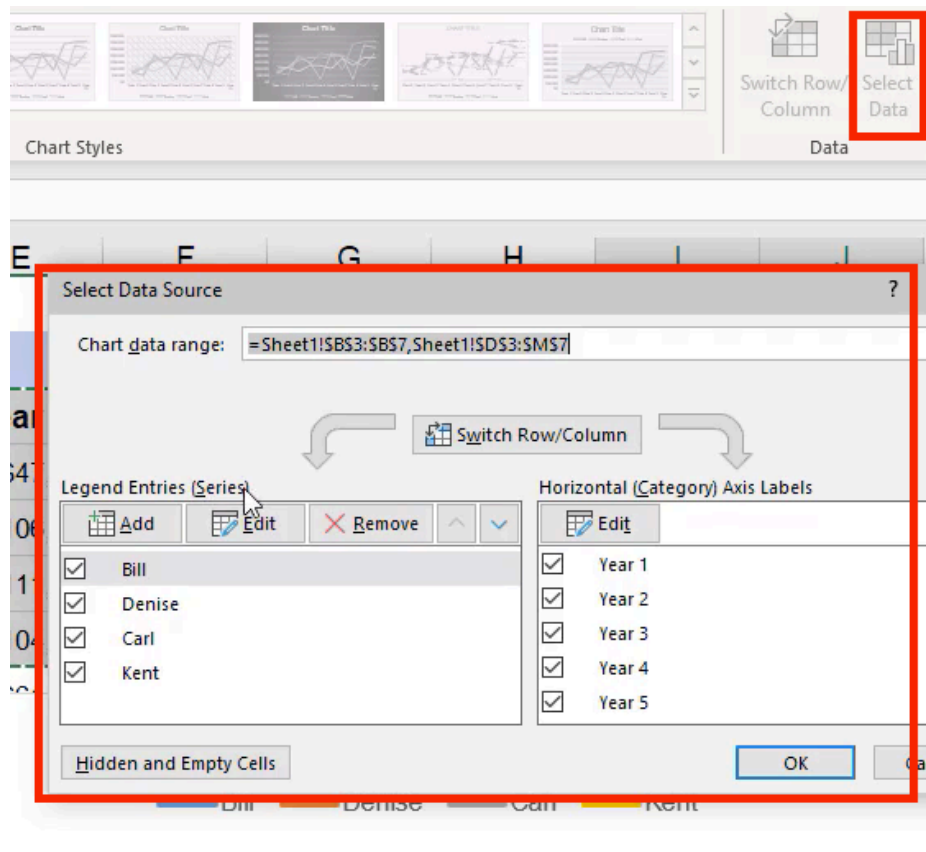 Switch Row/
Column
Select
Data
Chart Styles
Data
E
F
G
H
I
J
Select Data Source
?
Chart data range:
=Sheet1!$B$3:$B$7,Sheet1!$D$3:$M$7
Switch Row/Column
Legend Entries (Series)
Horizontal (Category) Axis Labels
Add
Edit
Remove
Edit
Bill
Denise
Carl
Kent
Year 1
Year 2
Year 3
Year 4
Year 5
Hidden and Empty Cells
OK
Bill
Denise
Carl
Kent